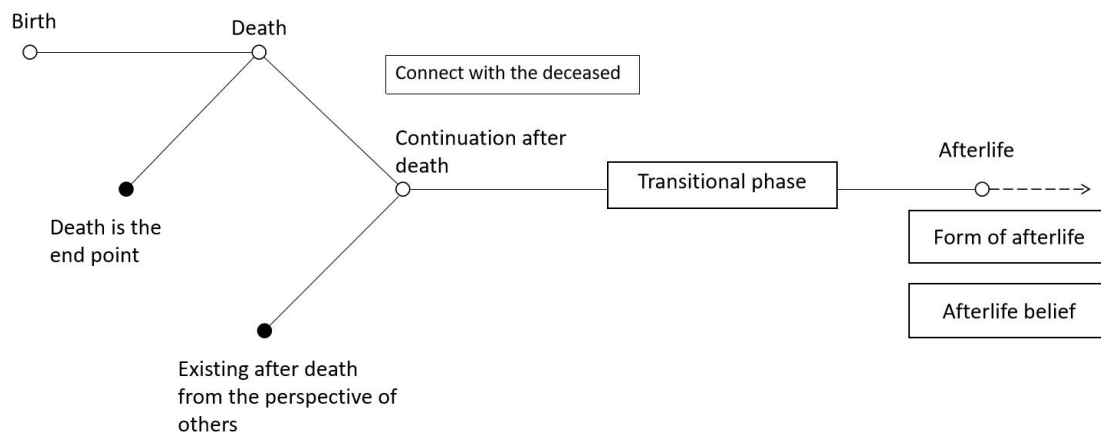 Birth
Death
Connect with the deceased
Continuation after
death
Transitional phase
Afterlife
Death is the
end point
Form of afterlife
Afterlife belief
Existing after death
from the perspective of
others